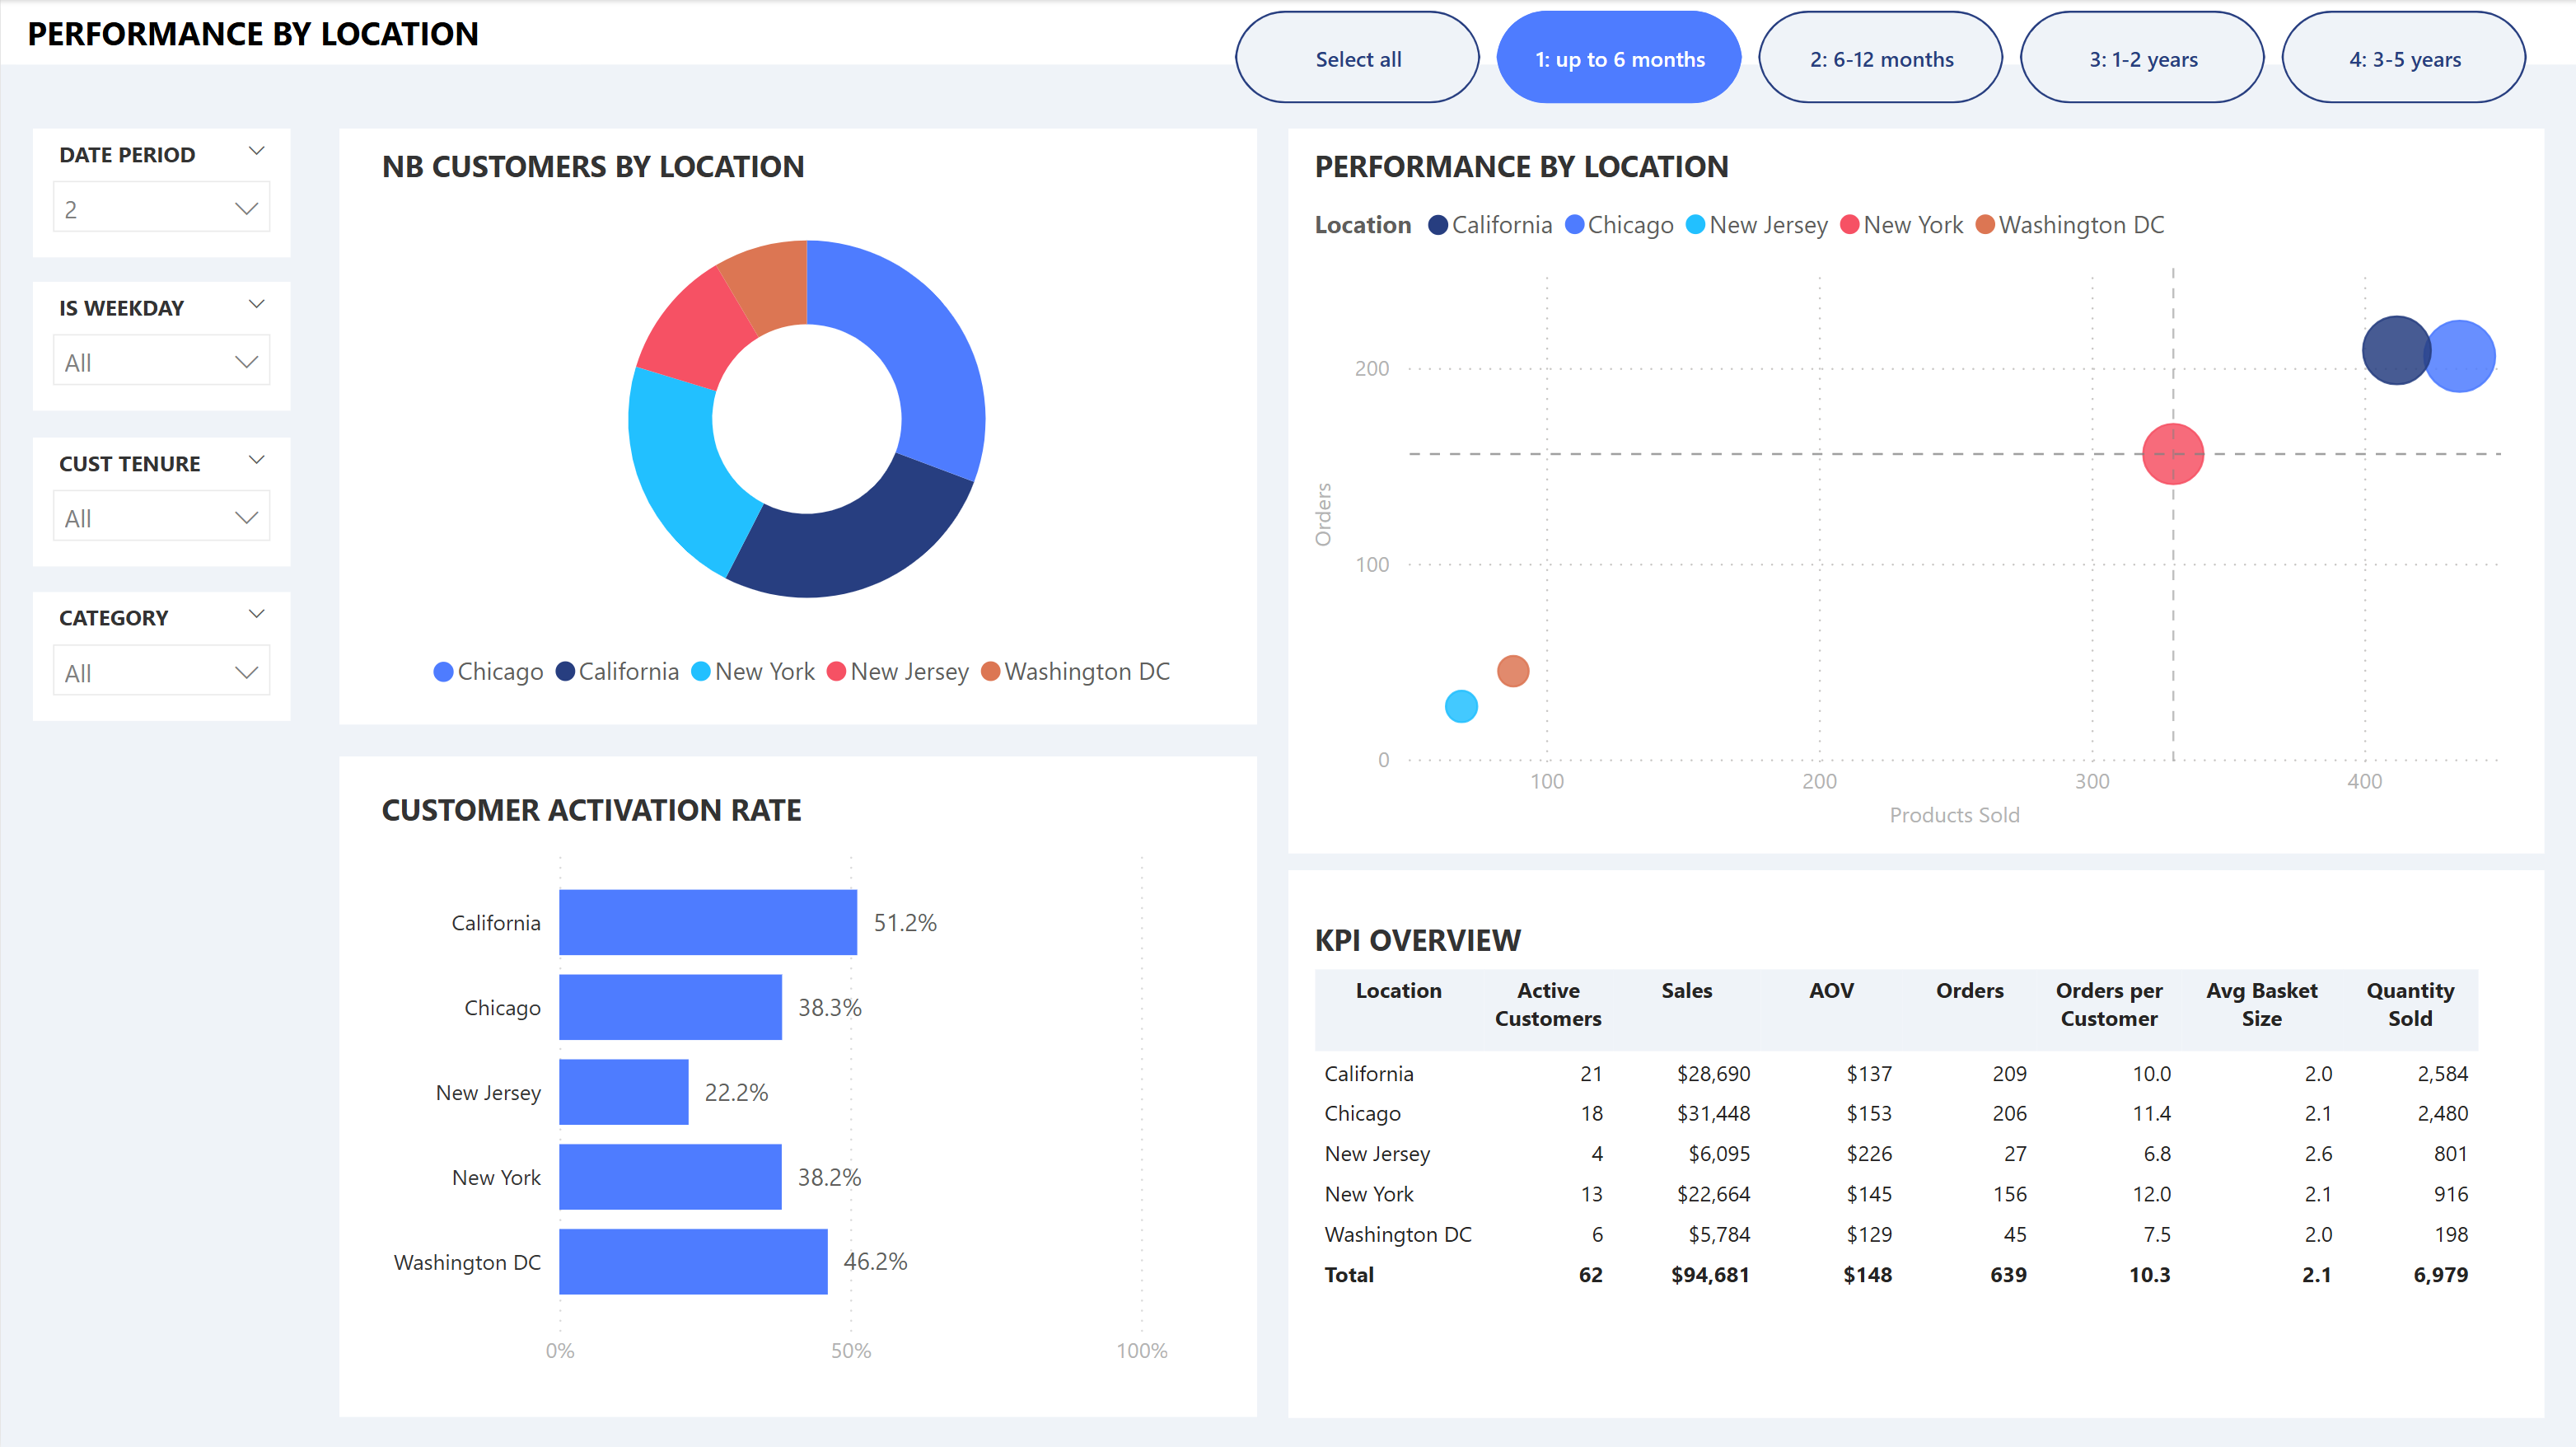 PERFORMANCE BY LOCATION
Select all
1: up to 6 months
2: 6-12 months
3: 1-2 years
4: 3-5 years
DATE PERIOD
2
IS WEEKDAY
All
CUST TENURE
All
CATEGORY
All
NB CUSTOMERS BY LOCATION
Chicago California New York New Jersey Washington DC
CUSTOMER ACTIVATION RATE
California 51.2%
Chicago 38.3%
New Jersey 22.2%
New York 38.2%
Washington DC 46.2%
0% 50% 100%
PERFORMANCE BY LOCATION
Location California Chicago New Jersey New York Washington DC
200
Orders
100
0
100 200 300 400
Products Sold
KPI OVERVIEW
Location Active Customers Sales AOV Orders Orders per Customer Avg Basket Size Quantity Sold
California 21 $28,690 $137 209 10.0 2.0 2,584
Chicago 18 $31,448 $153 206 11.4 2.1 2,480
New Jersey 4 $6,095 $226 27 6.8 2.6 801
New York 13 $22,664 $145 156 12.0 2.1 916
Washington DC 6 $5,784 $129 45 7.5 2.0 198
Total 62 $94,681 $148 639 10.3 2.1 6,979